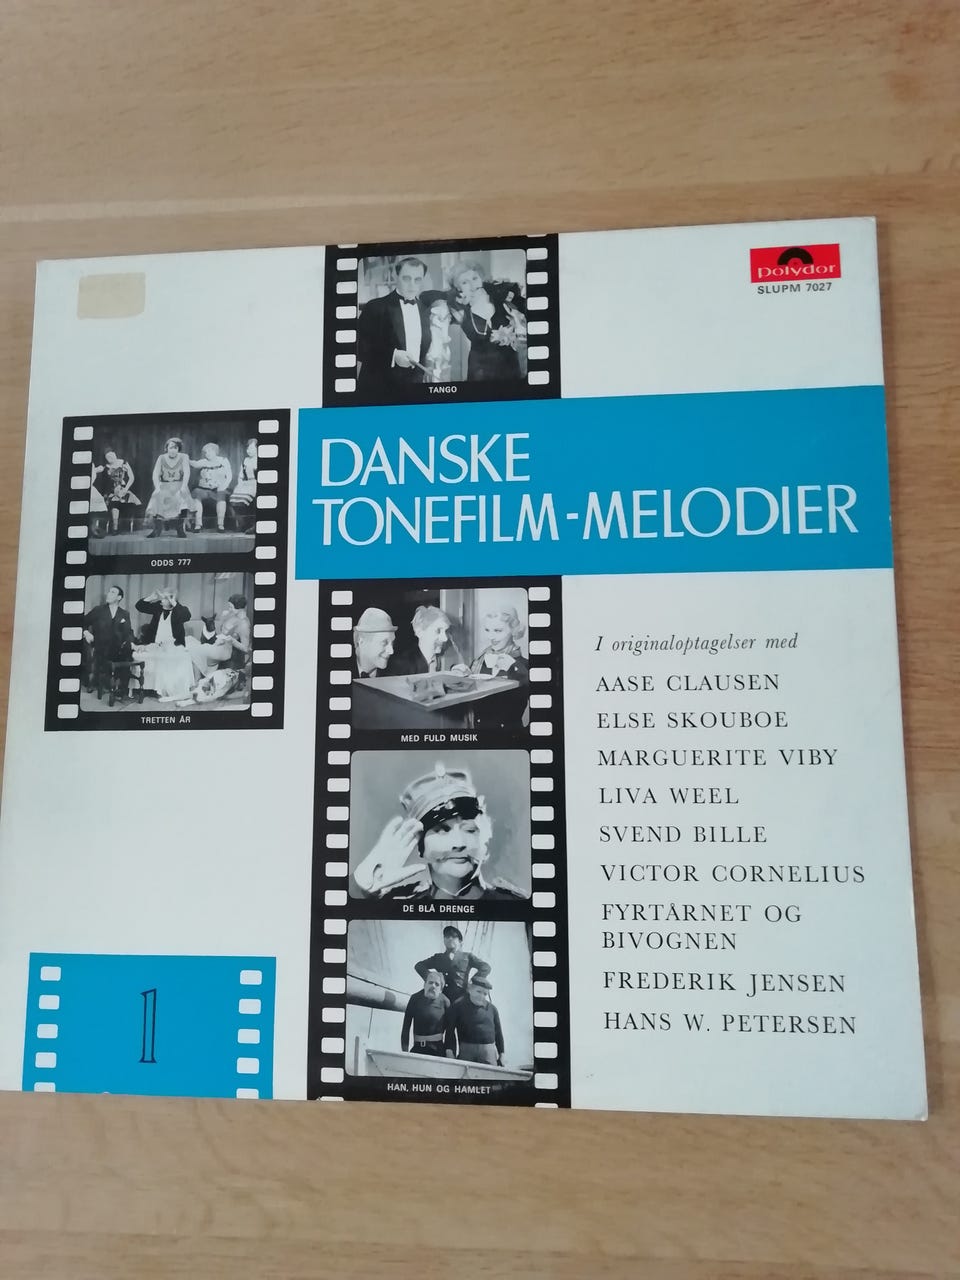 polydor
SLUPM 7027
TANGO
DANSKE
TONEFILM-MELODIER
ODDS 777
TRETTEN ÅR
MED FULD MUSIK
DE BLÅ DRENGE
HAN, HUN OG HAMLET
I originaloptagelser med
AASE CLAUSEN
ELSE SKOUBOE
MARGUERITE VIBY
LIVA WEEL
SVEND BILLE
VICTOR CORNELIUS
FYRTÅRNET OG
BIVOGNEN
FREDERIK JENSEN
HANS W. PETERSEN
1